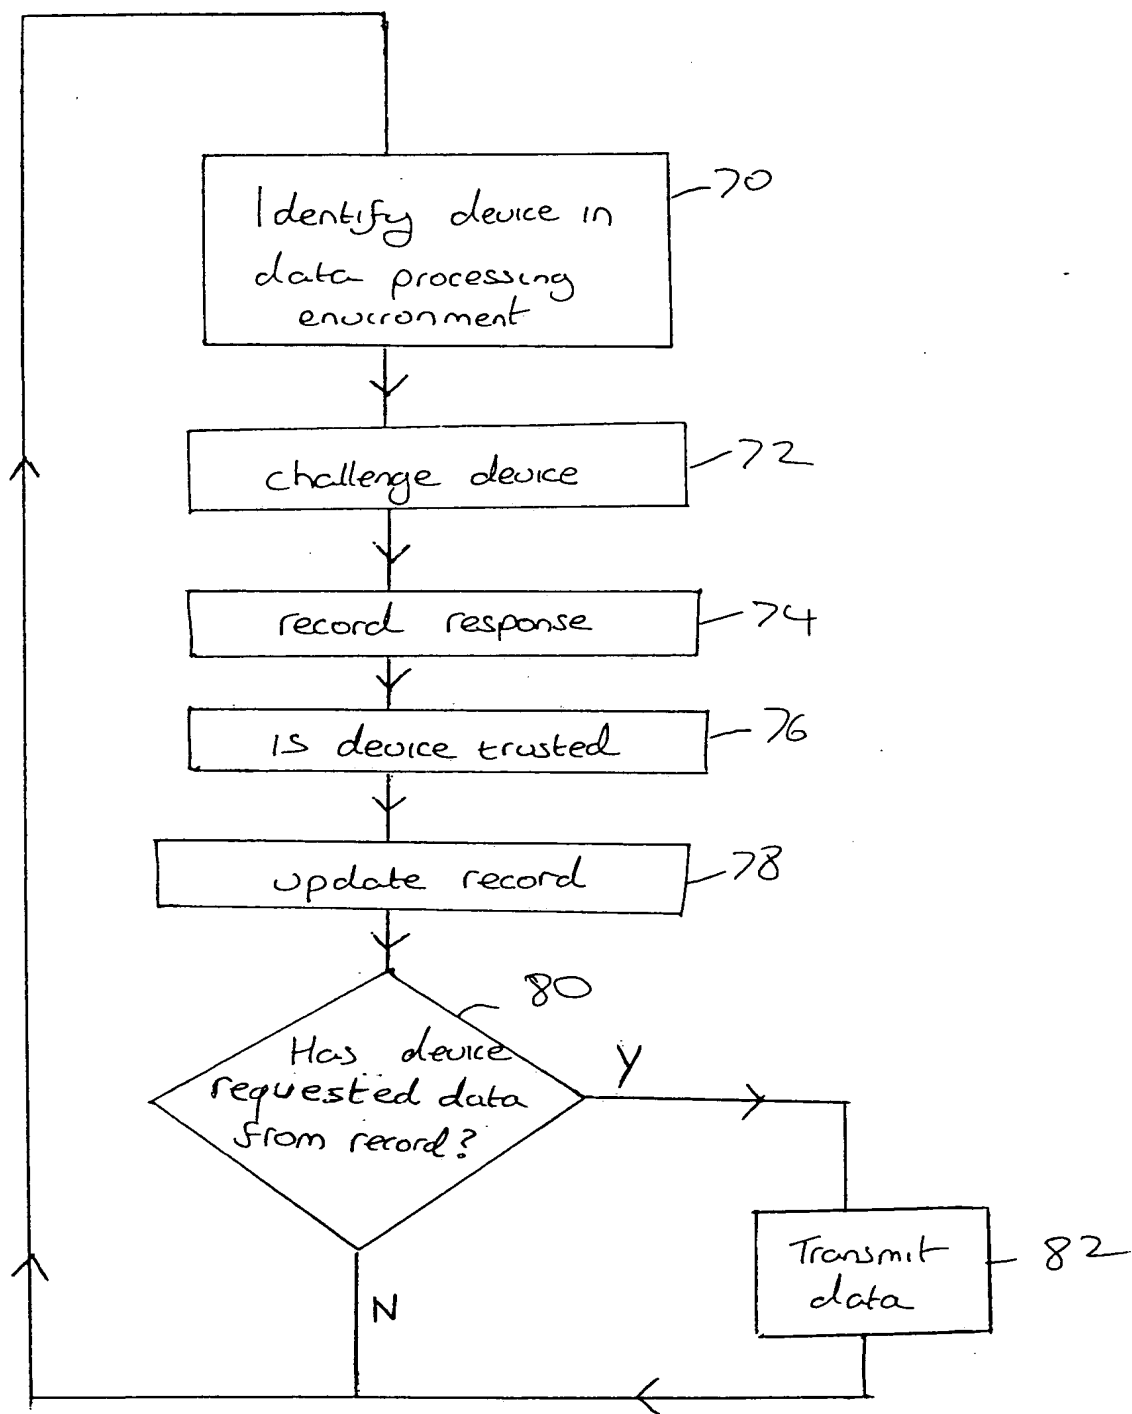 Identify device in
data processing
environment
70
challenge device
72
record response
74
is device trusted
76
update record
78
80
Has device
requested data
from record?
Y
N
Transmit
data
82